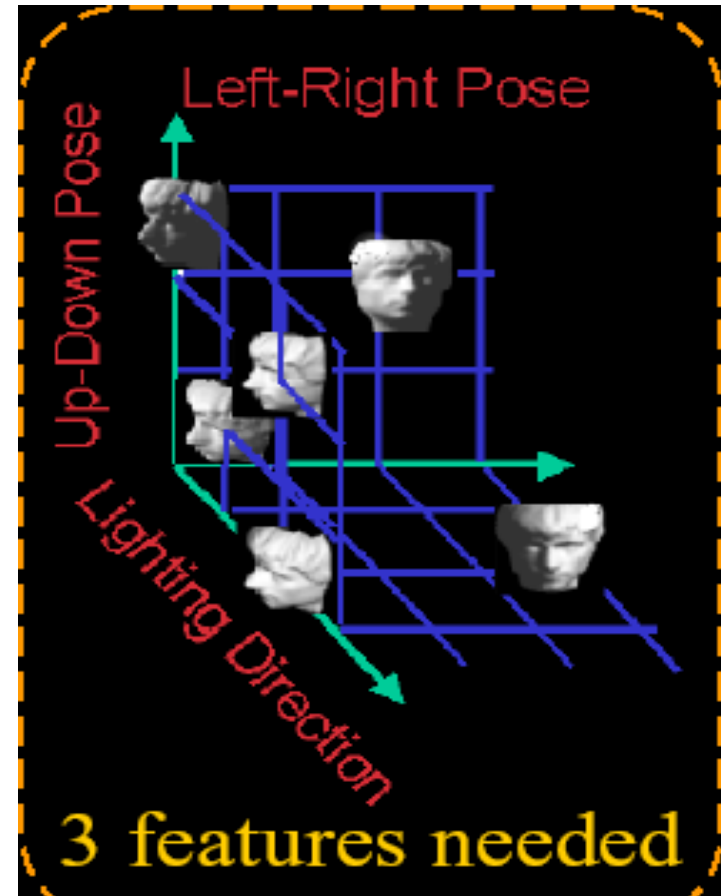 Left-Right Pose
Up-Down Pose
Lighting Direction
3 features needed